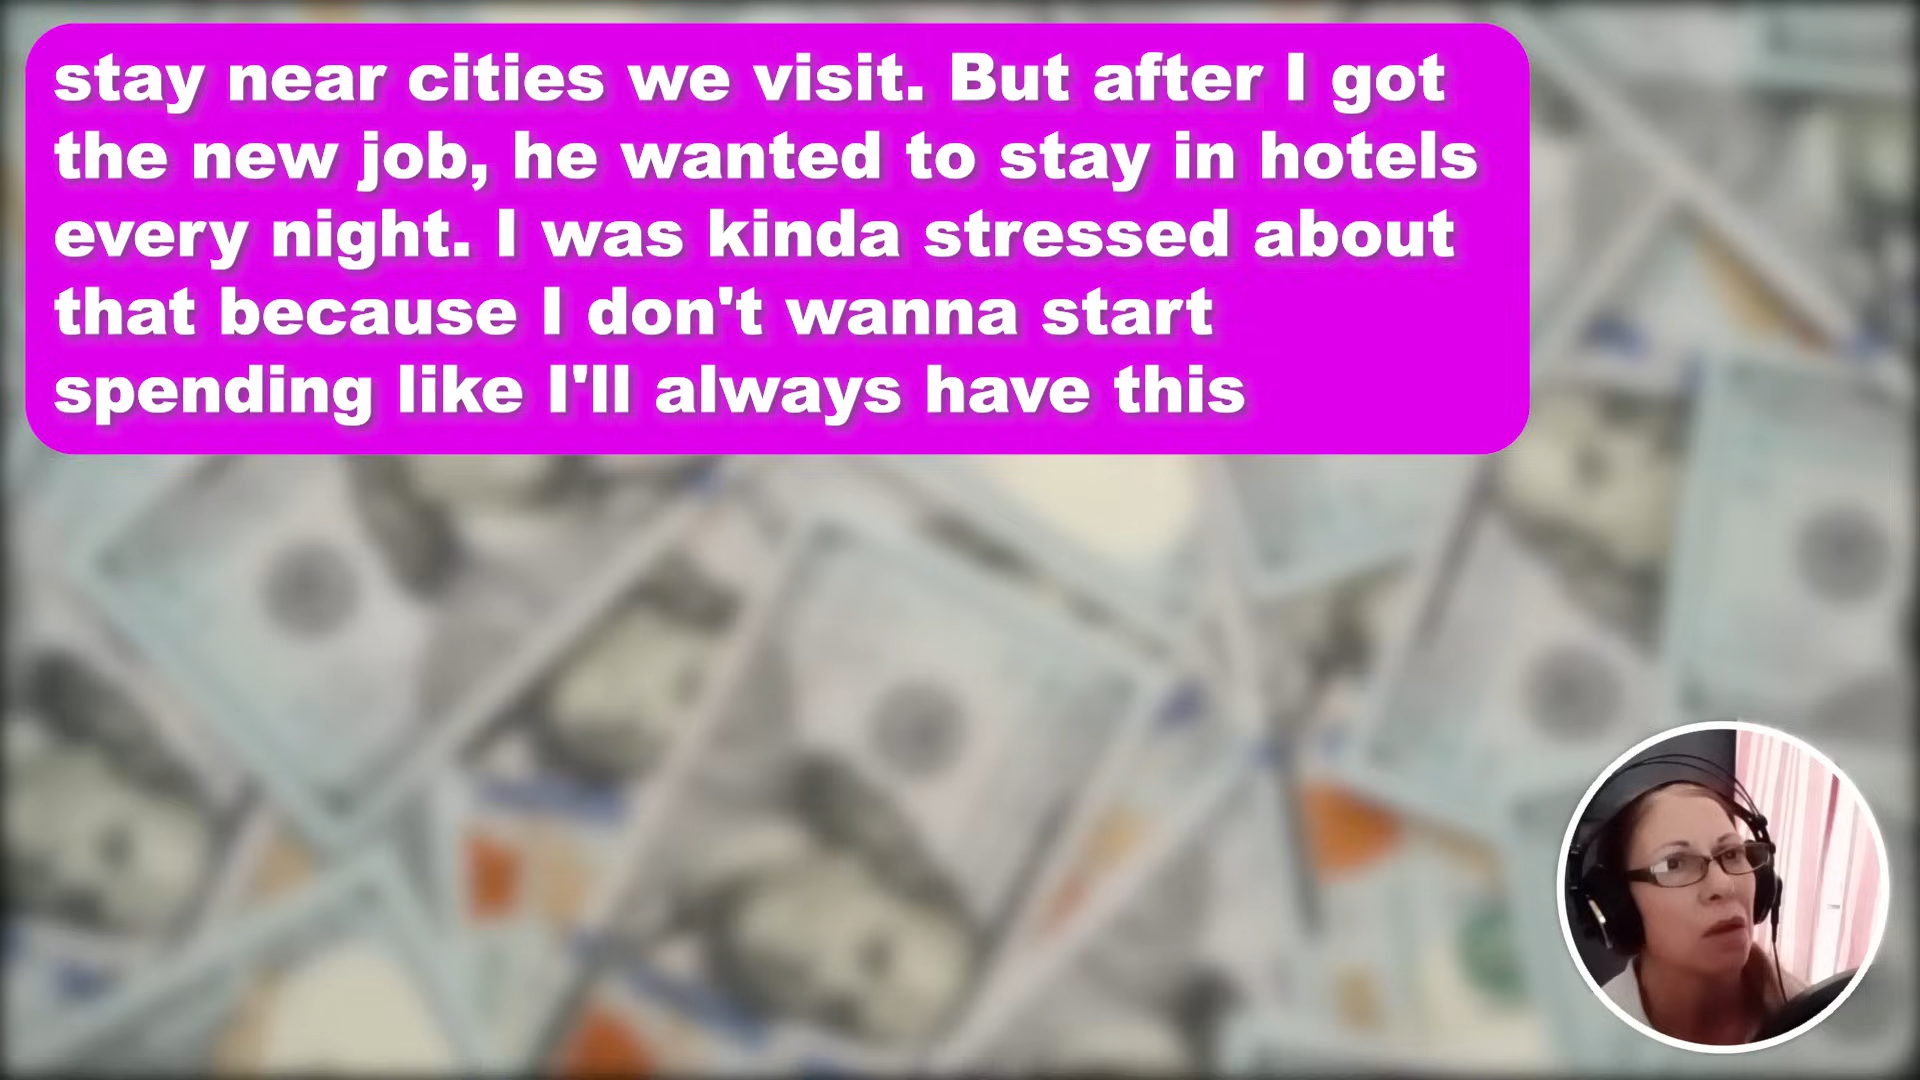 stay near cities we visit. But after I got
the new job, he wanted to stay in hotels
every night. I was kinda stressed about
that because I don't wanna start
spending like I'll always have this